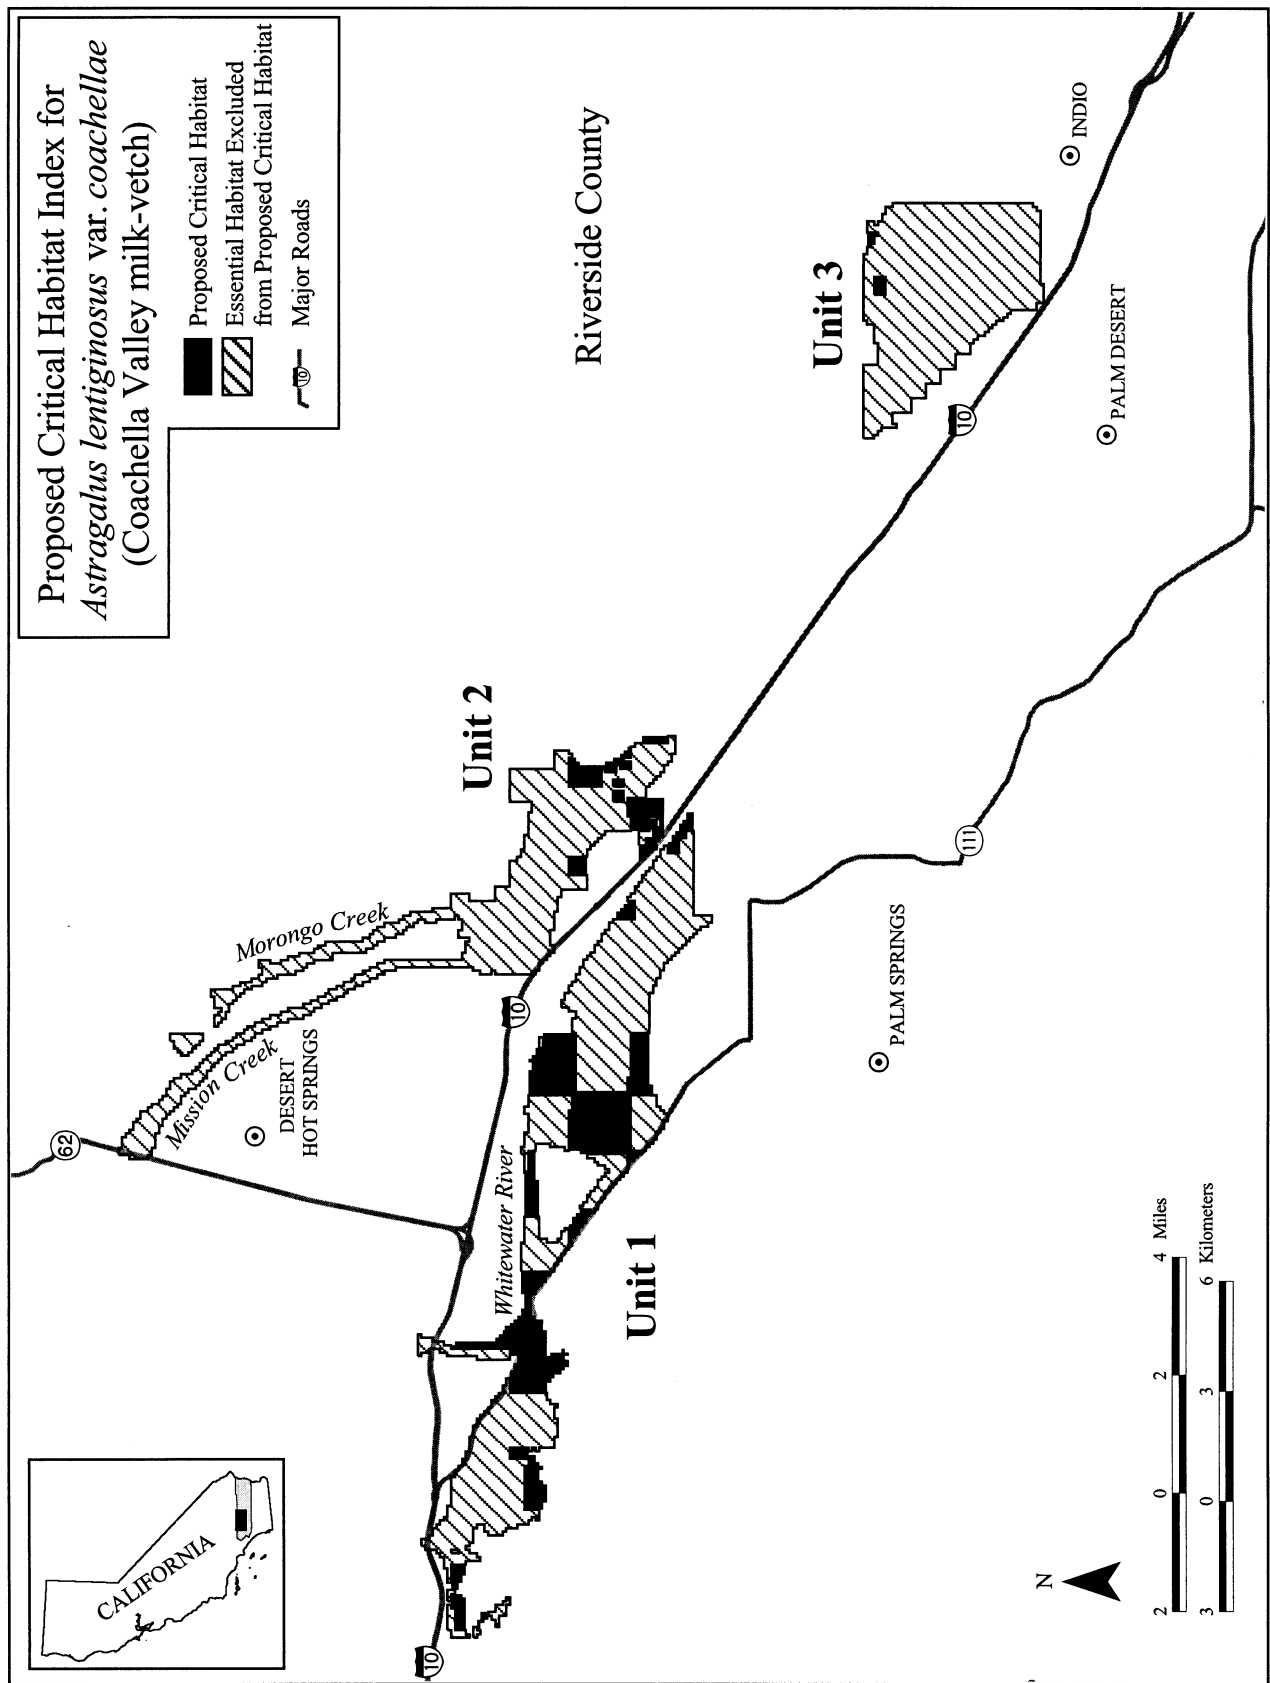 Proposed Critical Habitat Index for
Astragalus lentiginosus var. coachellae
(Coachella Valley milk-vetch)
Proposed Critical Habitat
Essential Habitat Excluded
from Proposed Critical Habitat
10
Major Roads
CALIFORNIA
62
Morongo Creek
Mission Creek
DESERT
HOT SPRINGS
Unit 2
Riverside County
10
10
Whitewater River
Unit 1
Unit 3
10
INDIO
PALM DESERT
PALM SPRINGS
111
N
2 0 2 4 Miles
3 0 3 6 Kilometers